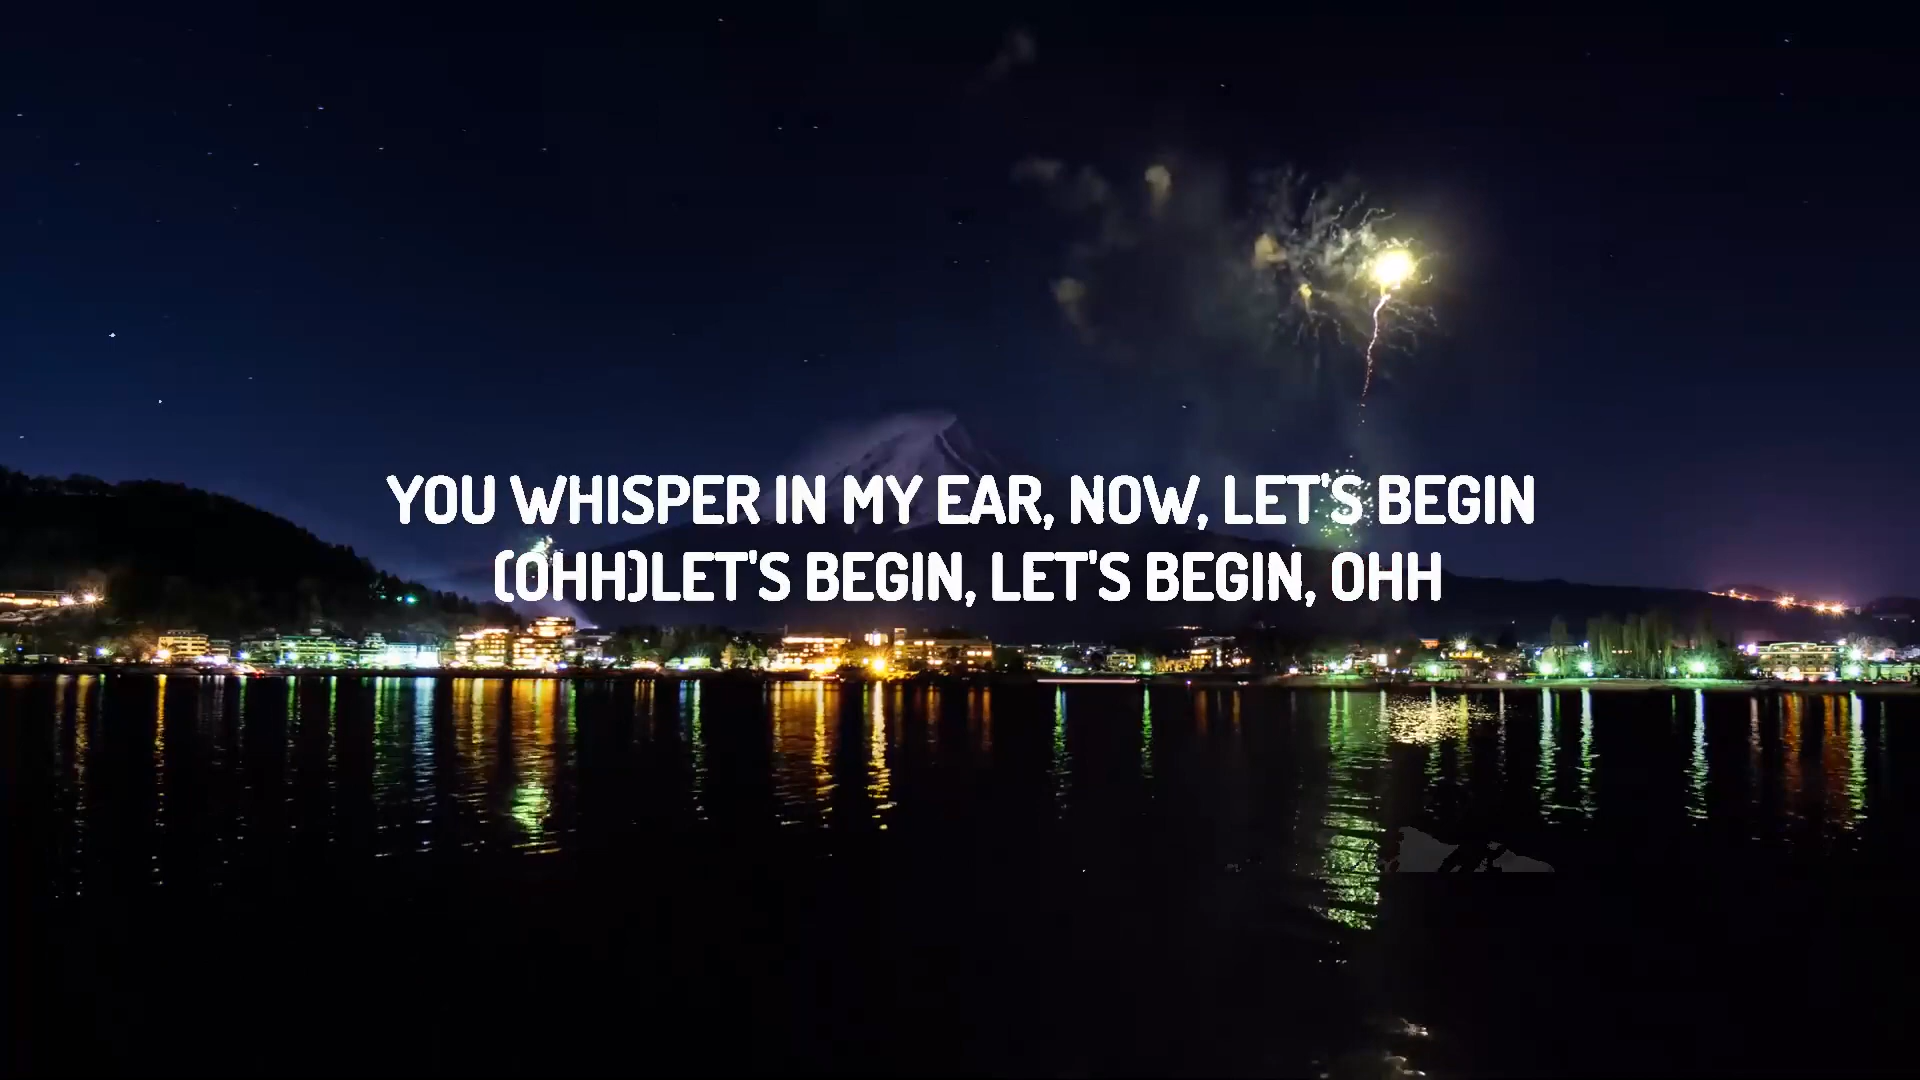 YOU WHISPER IN MY EAR, NOW, LET'S BEGIN
(OHH)LET'S BEGIN, LET'S BEGIN, OHH